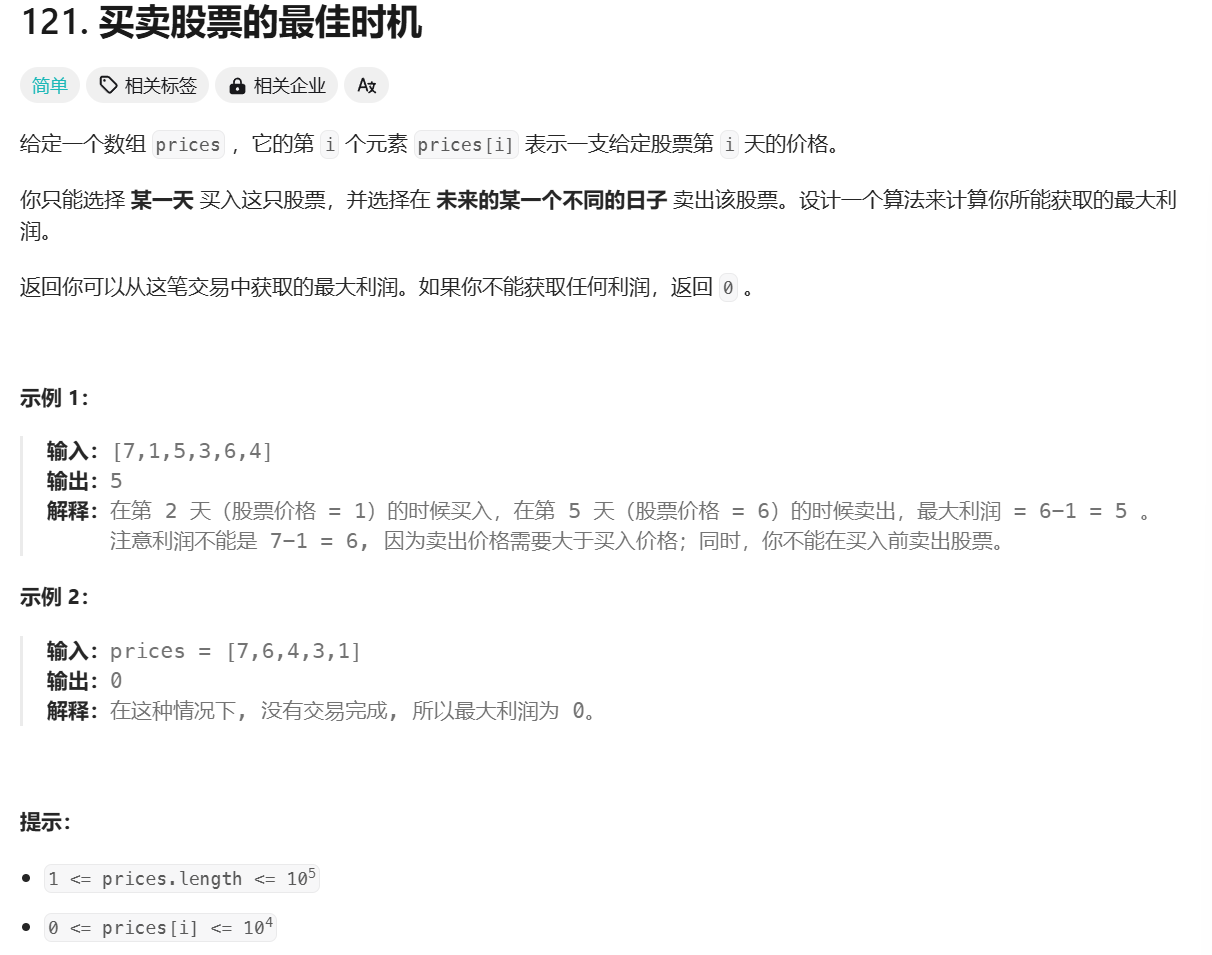 121. 买卖股票的最佳时机
简单 相关标签 相关企业 Aず
给定一个数组 prices ，它的第 i 个元素 prices[i] 表示一支给定股票第 i 天的价格。
你只能选择 某一天 买入这只股票，并选择在 未来的某一个不同的日子 卖出该股票。设计一个算法来计算你所能获取的最大利
润。
返回你可以从这笔交易中获取的最大利润。如果你不能获取任何利润，返回 0 。
示例 1：
输入：[7,1,5,3,6,4]
输出：5
解释：在第 2 天（股票价格 = 1）的时候买入，在第 5 天（股票价格 = 6）的时候卖出，最大利润 = 6-1 = 5 。
注意利润不能是 7-1 = 6, 因为卖出价格需要大于买入价格；同时，你不能在买入前卖出股票。
示例 2：
输入：prices = [7,6,4,3,1]
输出：0
解释：在这种情况下, 没有交易完成, 所以最大利润为 0。
提示：
1 <= prices.length <= 10⁵
0 <= prices[i] <= 10⁴